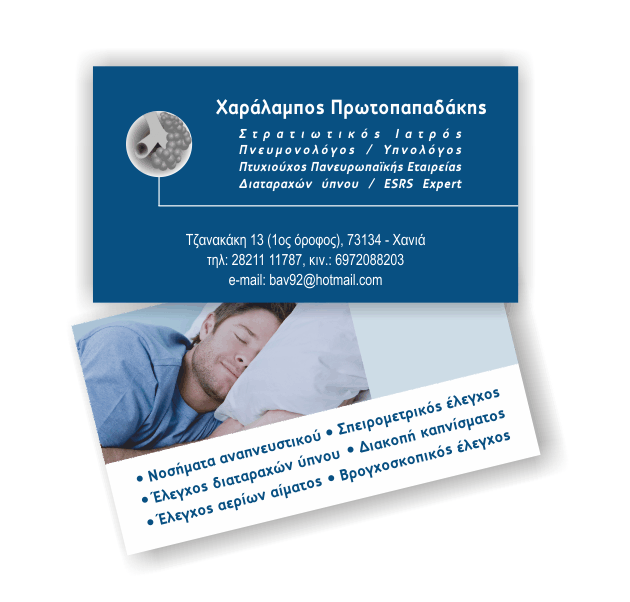 Χαράλαμπος Πρωτοπαπαδάκης
Στρατιωτικός Ιατρός
Πνευμονολόγος / Υπνολόγος
Πτυχιούχος Πανευρωπαϊκής Εταιρείας
Διαταραχών ύπνου / ESRS Expert
Τζανακάκη 13 (1ος όροφος), 73134 - Χανιά
τηλ: 28211 11787, κιν.: 6972088203
e-mail: bav92@hotmail.com
• Νοσήματα αναπνευστικού • Σπειρομετρικός έλεγχος
• Έλεγχος διαταραχών ύπνου • Διακοπή καπνίσματος
• Έλεγχος αερίων αίματος • Βρογχοσκοπικός έλεγχος